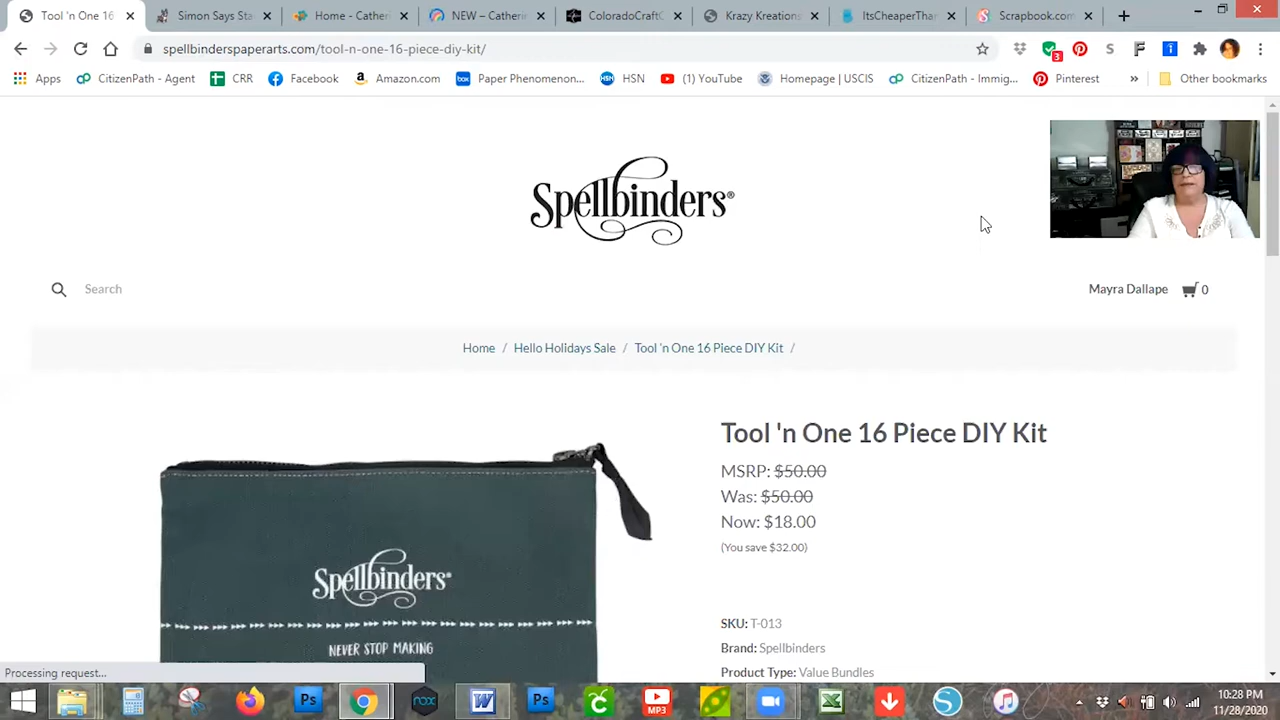 Tool 'n One 16
Simon Says Sta
Home - Cather
NEW – Catheri
ColoradoCraftC
Krazy Kreations
ItsCheaperThan
Scrapbook.com
spellbinderspaperarts.com/tool-n-one-16-piece-diy-kit/
3
Apps
CitizenPath - Agent
CRR
Facebook
Amazon.com
Paper Phenomenon...
HSN
(1) YouTube
Homepage | USCIS
CitizenPath - Immig...
Pinterest
»
Other bookmarks
Spellbinders®
Search
Mayra Dallape
0
Home / Hello Holidays Sale / Tool 'n One 16 Piece DIY Kit /
Tool 'n One 16 Piece DIY Kit
MSRP: $50.00
Was: $50.00
Now: $18.00
(You save $32.00)
Spellbinders®
NEVER STOP MAKING
SKU: T-013
Brand: Spellbinders
Product Type: Value Bundles
Processing request...
Ps
nox
W
Ps
MP3
10:28 PM
11/28/2020